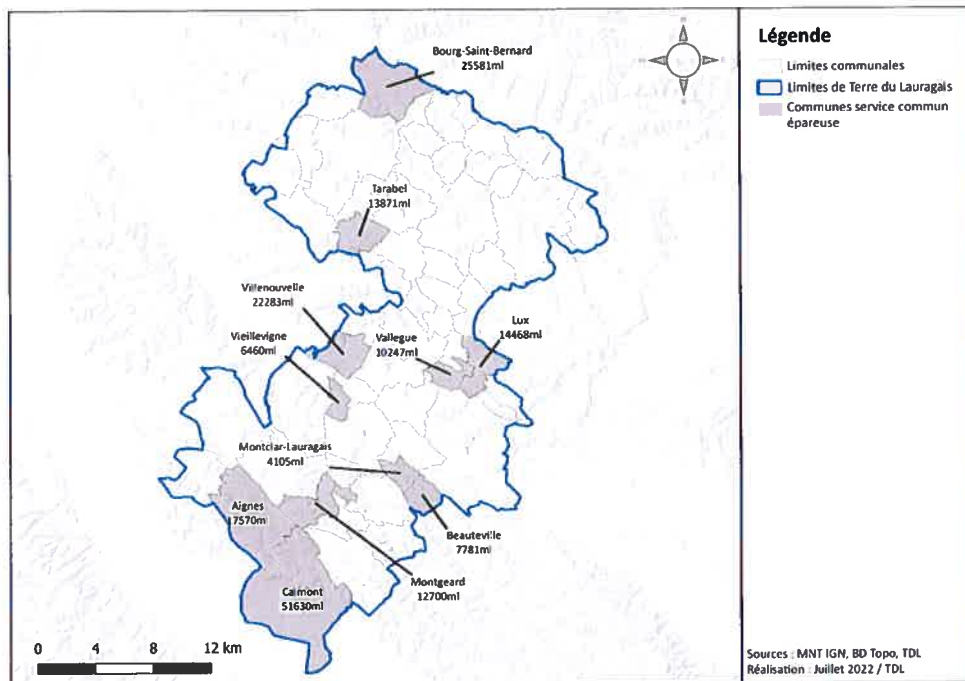 Bourg-Saint-Bernard
25581ml
Tarabel
13871ml
Villenouvelle
22283ml
Vieillevigne
6460ml
Vallegue
10247ml
Lux
14468ml
Montclar-Lauragais
4105ml
Aignes
17570m
Beauteville
7781ml
Montgeard
12700ml
Calmont
51630ml
0 4 8 12 km
Légende
Limites communales
Limites de Terre du Lauragais
Communes service commun
épareuse
Sources : MNT IGN, BD Topo, TDL
Réalisation : Juillet 2022 / TDL